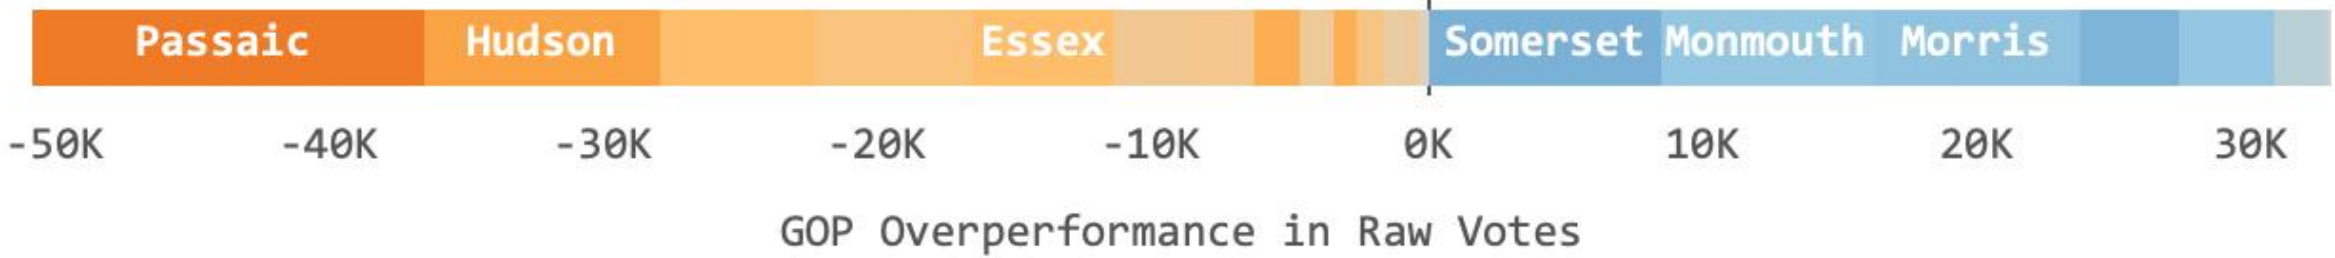 Passaic Hudson Essex Somerset Monmouth Morris
-50K -40K -30K -20K -10K 0K 10K 20K 30K
GOP Overperformance in Raw Votes